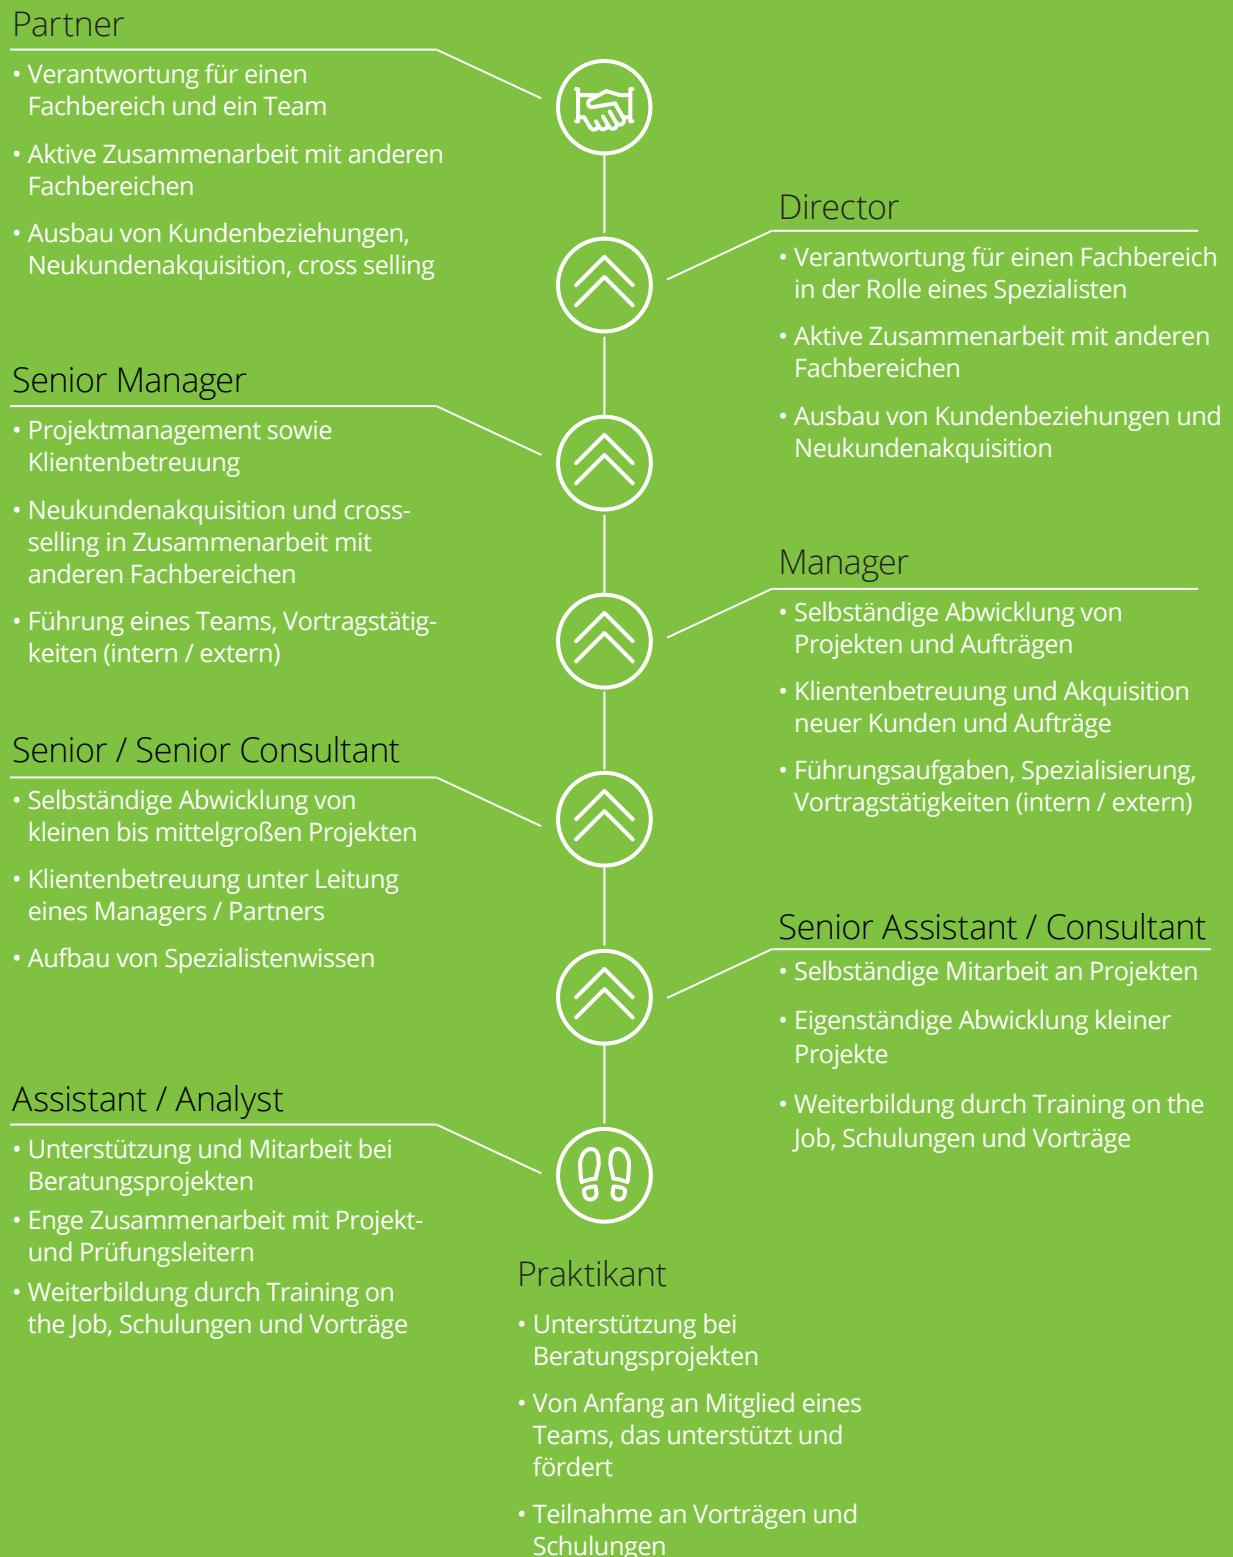 Partner
• Verantwortung für einen
Fachbereich und ein Team
• Aktive Zusammenarbeit mit anderen
Fachbereichen
• Ausbau von Kundenbeziehungen,
Neukundenakquisition, cross selling
Director
• Verantwortung für einen Fachbereich
in der Rolle eines Spezialisten
• Aktive Zusammenarbeit mit anderen
Fachbereichen
• Ausbau von Kundenbeziehungen und
Neukundenakquisition
Senior Manager
• Projektmanagement sowie
Klientenbetreuung
• Neukundenakquisition und cross-
selling in Zusammenarbeit mit
anderen Fachbereichen
• Führung eines Teams, Vortragstätig-
keiten (intern / extern)
Manager
• Selbständige Abwicklung von
Projekten und Aufträgen
• Klientenbetreuung und Akquisition
neuer Kunden und Aufträge
• Führungsaufgaben, Spezialisierung,
Vortragstätigkeiten (intern / extern)
Senior / Senior Consultant
• Selbständige Abwicklung von
kleinen bis mittelgroßen Projekten
• Klientenbetreuung unter Leitung
eines Managers / Partners
• Aufbau von Spezialistenwissen
Senior Assistant / Consultant
• Selbständige Mitarbeit an Projekten
• Eigenständige Abwicklung kleiner
Projekte
• Weiterbildung durch Training on the
Job, Schulungen und Vorträge
Assistant / Analyst
• Unterstützung und Mitarbeit bei
Beratungsprojekten
• Enge Zusammenarbeit mit Projekt-
und Prüfungsleitern
• Weiterbildung durch Training on
the Job, Schulungen und Vorträge
Praktikant
• Unterstützung bei
Beratungsprojekten
• Von Anfang an Mitglied eines
Teams, das unterstützt und
fördert
• Teilnahme an Vorträgen und
Schulungen